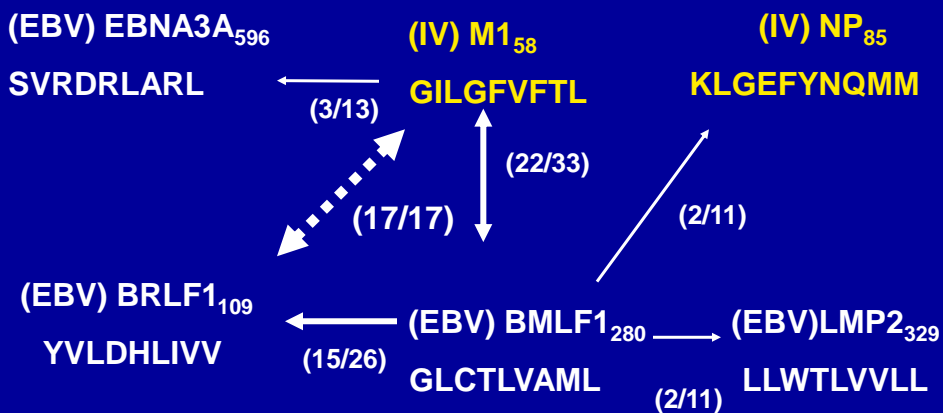 (EBV) EBNA3A₅₉₆
SVRDRLARL
(IV) M1₅₈
GILGFVFTL
(IV) NP₈₅
KLGEFYNQMM
(3/13)
(22/33)
(17/17)
(2/11)
(EBV) BRLF1₁₀₉
YVLDHLIVV
(15/26)
(EBV) BMLF1₂₈₀
GLCTLVAML
(2/11)
(EBV)LMP2₃₂₉
LLWTLVVLL